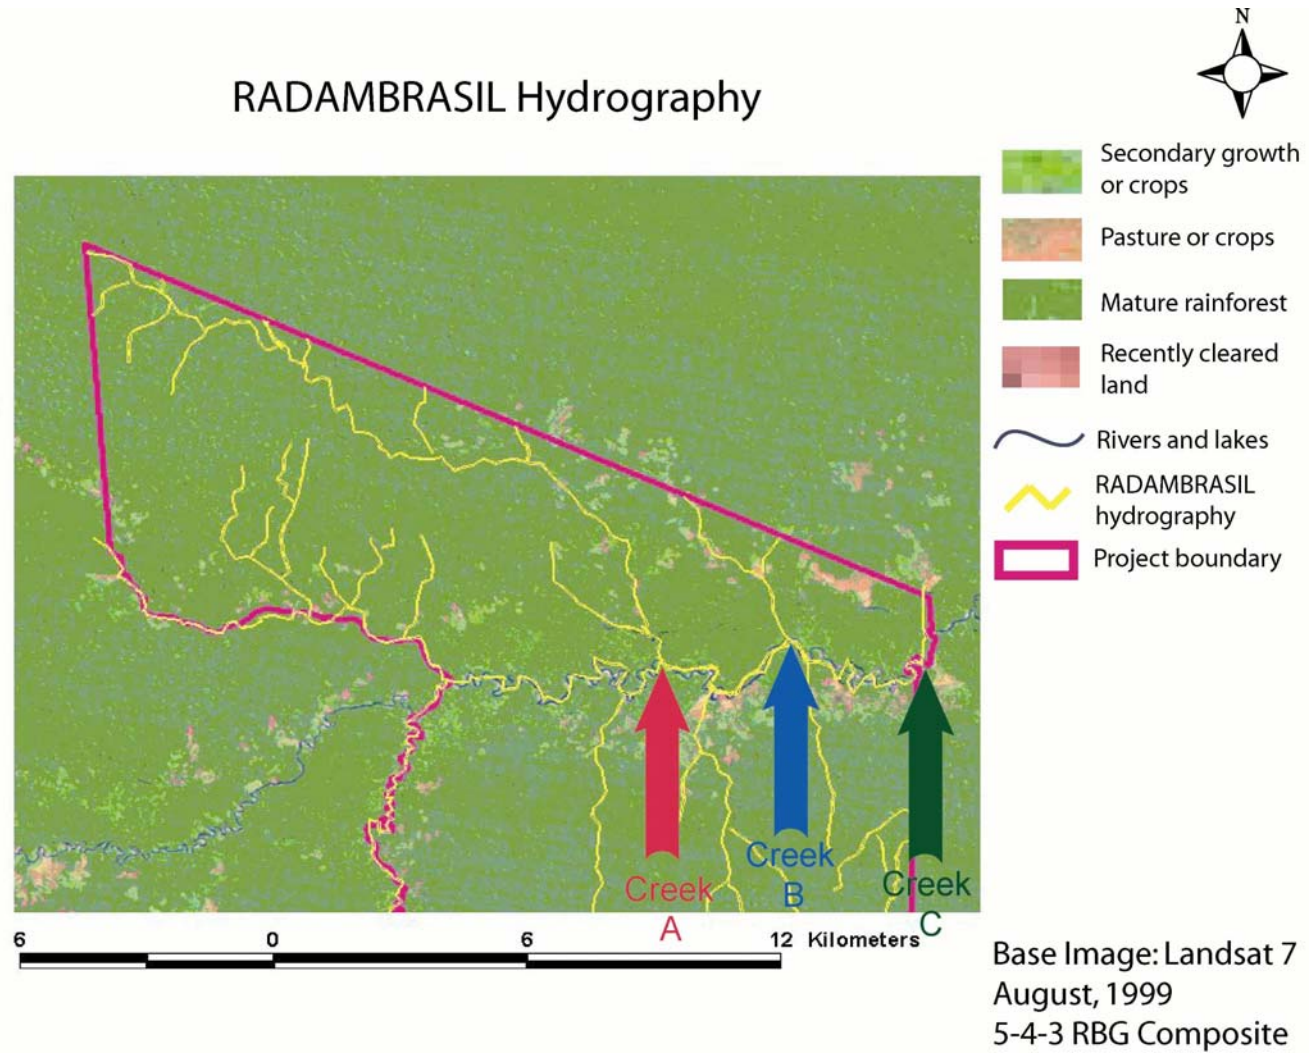 N
RADAMBRASIL Hydrography
Secondary growth
or crops
Pasture or crops
Mature rainforest
Recently cleared
land
Rivers and lakes
RADAMBRASIL
hydrography
Project boundary
Creek
A
Creek
B
Creek
C
6 0 6 12 Kilometers
Base Image: Landsat 7
August, 1999
5-4-3 RBG Composite